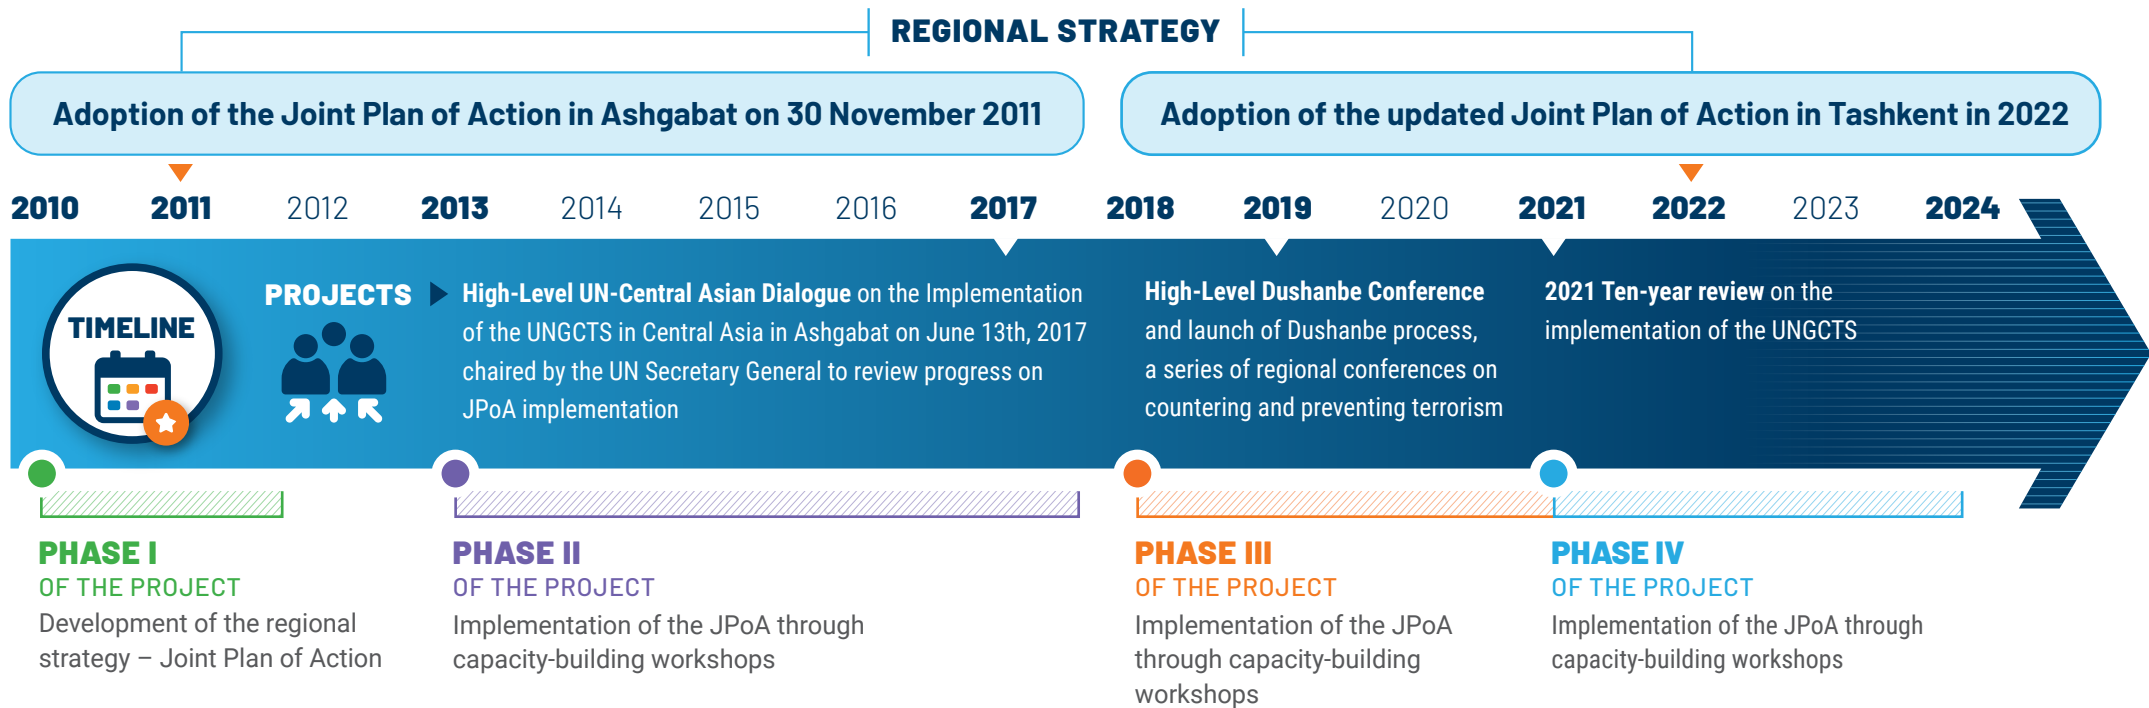 REGIONAL STRATEGY
Adoption of the Joint Plan of Action in Ashgabat on 30 November 2011
Adoption of the updated Joint Plan of Action in Tashkent in 2022
2010 2011 2012 2013 2014 2015 2016 2017 2018 2019 2020 2021 2022 2023 2024
TIMELINE
PROJECTS
High-Level UN-Central Asian Dialogue on the Implementation
of the UNGCTS in Central Asia in Ashgabat on June 13th, 2017
chaired by the UN Secretary General to review progress on
JPoA implementation
High-Level Dushanbe Conference
and launch of Dushanbe process,
a series of regional conferences on
countering and preventing terrorism
2021 Ten-year review on the
implementation of the UNGCTS
PHASE I
OF THE PROJECT
Development of the regional
strategy – Joint Plan of Action
PHASE II
OF THE PROJECT
Implementation of the JPoA through
capacity-building workshops
PHASE III
OF THE PROJECT
Implementation of the JPoA
through capacity-building
workshops
PHASE IV
OF THE PROJECT
Implementation of the JPoA through
capacity-building workshops